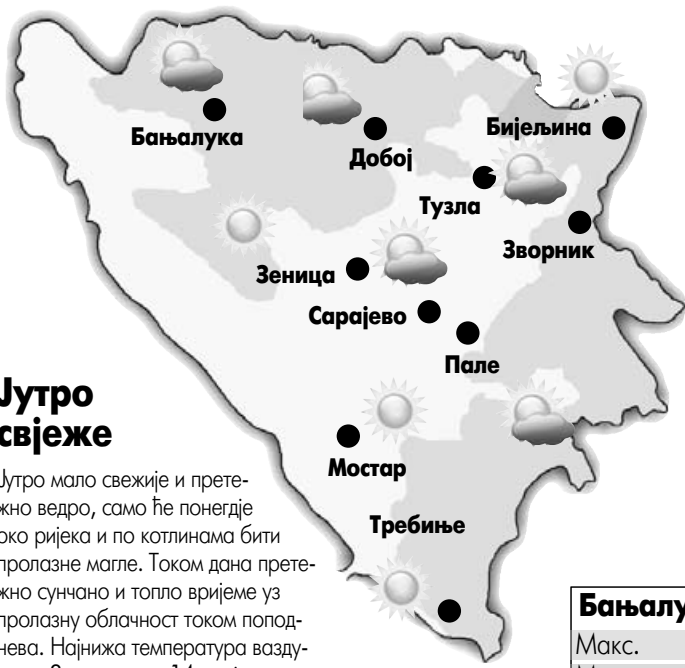 Бањалука
Добој
Бијељина
Тузла
Зворник
Зеница
Сарајево
Пале
Мостар
Требиње
Јутро
свјеже
Јутро мало свежије и прете-
жно ведро, само ће понегдје
око ријека и по котлинама бити
пролазне магле. Током дана прете-
жно сунчано и топло вријеме уз
пролазну облачност током попод-
нева. Најнижа температура вазду-
Бањалу
Макс.